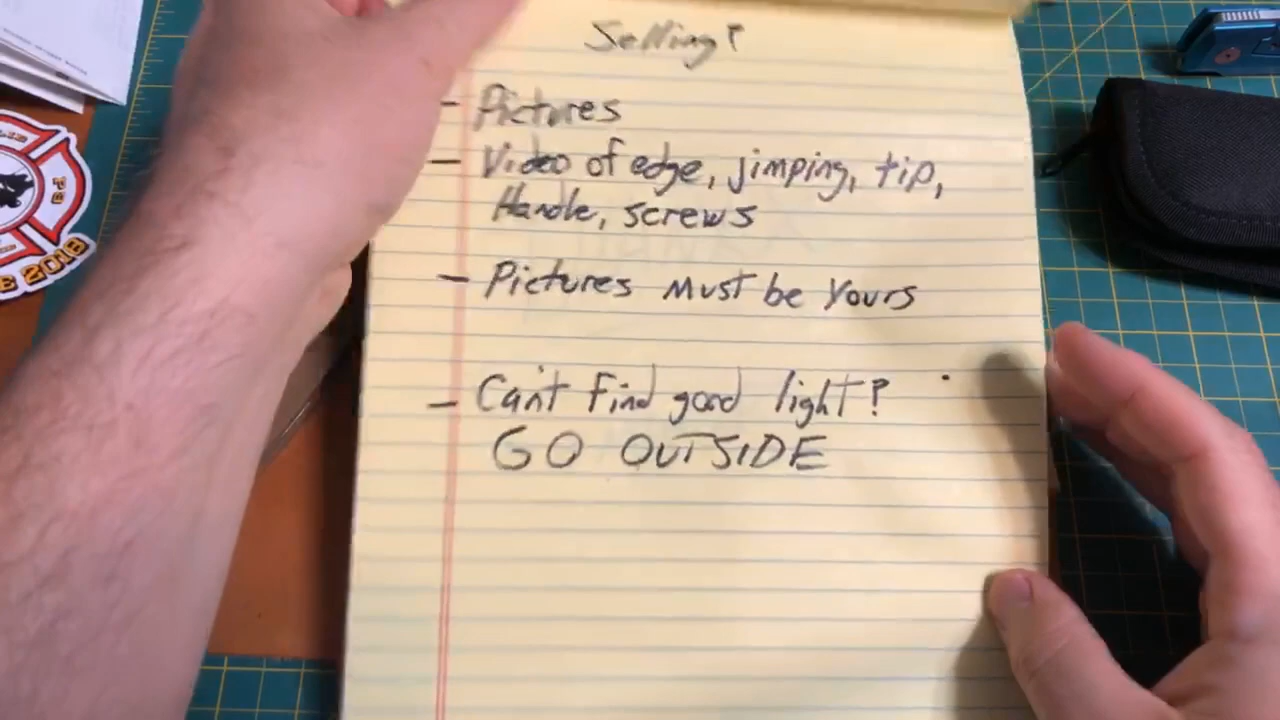 Selling?
- Pictures
- Video of edge, jimping, tip,
Handle, screws
- Pictures Must be Yours
- Can't Find good light?
GO OUTSIDE
2018